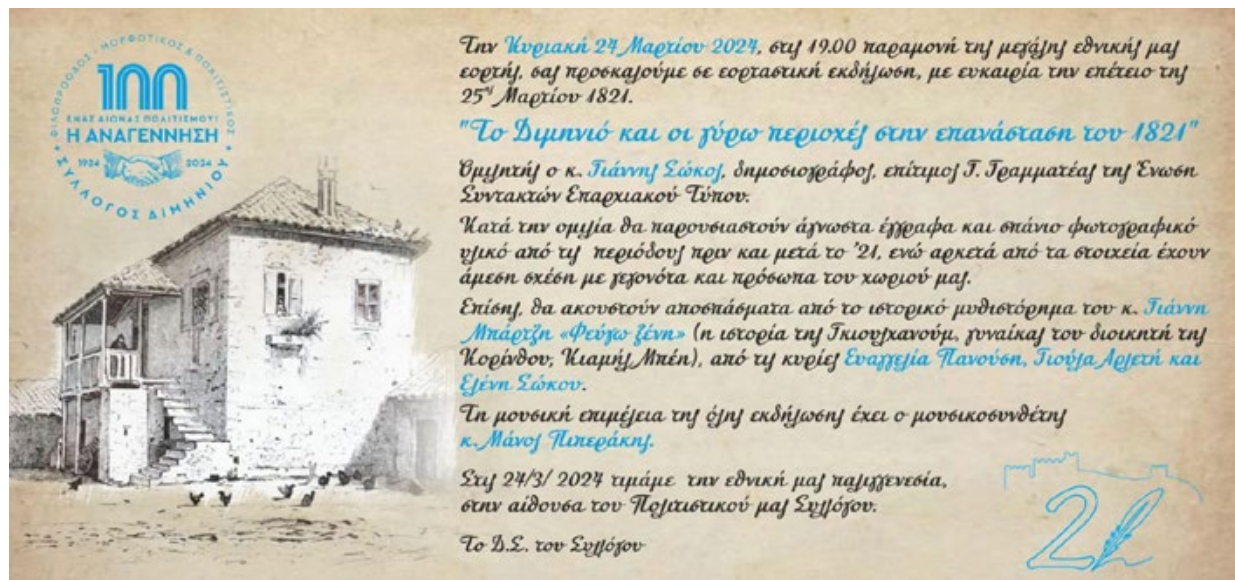 ΦΙΛΟΠΡΟΟΔΟΣ - ΜΟΡΦΩΤΙΚΟΣ & ΠΟΛΙΤΙΣΤΙΚΟΣ
100
ΕΝΑΣ ΑΙΩΝΑΣ ΠΟΛΙΤΙΣΜΟΥ!
Η ΑΝΑΓΕΝΝΗΣΗ
1924 2024
ΣΥΛΛΟΓΟΣ ΔΙΜΗΝΙΟΥ
Την Κυριακή 24 Μαρτίου 2024, στις 19.00 παραμονή της μεγάλης εθνικής μας
εορτής, σας προσκαλούμε σε εορταστική εκδήλωση, με ευκαιρία την επέτειο της
25ης Μαρτίου 1821.
"Το Διμηνιό και οι γύρω περιοχές στην επανάσταση του 1821"
Ομιλητής ο κ. Γιάννης Σώκος, δημοσιογράφος, επίτιμος Γ. Γραμματέας της Ένωση
Συντακτών Επαρχιακού Τύπου.
Κατά την ομιλία θα παρουσιαστούν άγνωστα έγγραφα και σπάνιο φωτογραφικό
υλικό από τις περιόδους πριν και μετά το '21, ενώ αρκετά από τα στοιχεία έχουν
άμεση σχέση με γεγονότα και πρόσωπα του χωριού μας.
Επίσης, θα ακουστούν αποσπάσματα από το ιστορικό μυθιστόρημα του κ. Γιάννη
Μπάρτζη «Φεύγω ξένη» (η ιστορία της Γκιουλχανούμ, γυναίκας του διοικητή της
Κορίνθου, Κιαμήλ Μπέη), από τις κυρίες Ευαγγελία Πανούση, Γιούλα Αρλετή και
Ελένη Σώκου.
Τη μουσική επιμέλεια της όλης εκδήλωσης έχει ο μουσικοσυνθέτης
κ. Μάνος Πιπεράκης.
Στις 24/3/ 2024 τιμάμε την εθνική μας παλιγγενεσία,
στην αίθουσα του Πολιτιστικού μας Συλλόγου.
Το Δ.Σ. του Συλλόγου
21